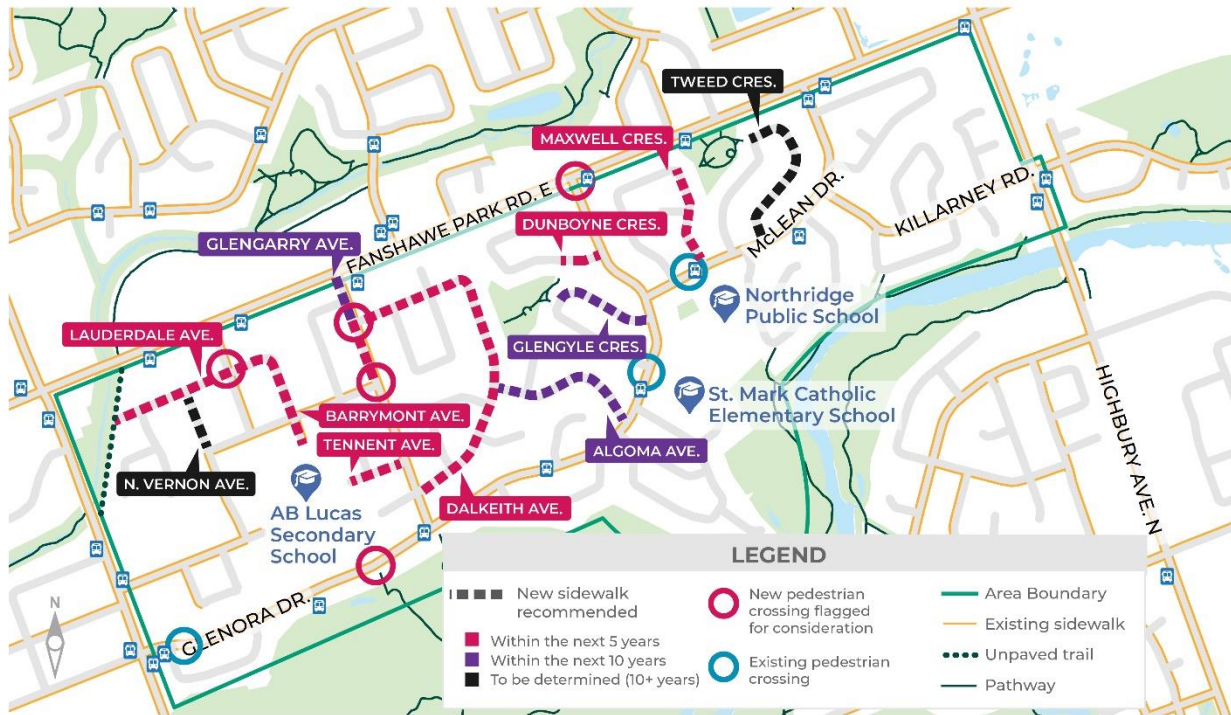 TWEED CRES.
MAXWELL CRES.
FANSHAWE PARK RD. E
DUNBOYNE CRES.
McLEAN DR.
KILLARNEY RD.
GLENGARRY AVE.
Northridge
Public School
LAUDERDALE AVE.
GLENGYLE CRES.
St. Mark Catholic
Elementary School
HIGHBURY AVE. N
BARRYMONT AVE.
TENNENT AVE.
ALGOMA AVE.
N. VERNON AVE.
DALKEITH AVE.
AB Lucas
Secondary
School
GLENORA DR.
N
LEGEND
New sidewalk
recommended
Within the next 5 years
Within the next 10 years
To be determined (10+ years)
New pedestrian
crossing flagged
for consideration
Existing pedestrian
crossing
Area Boundary
Existing sidewalk
Unpaved trail
Pathway